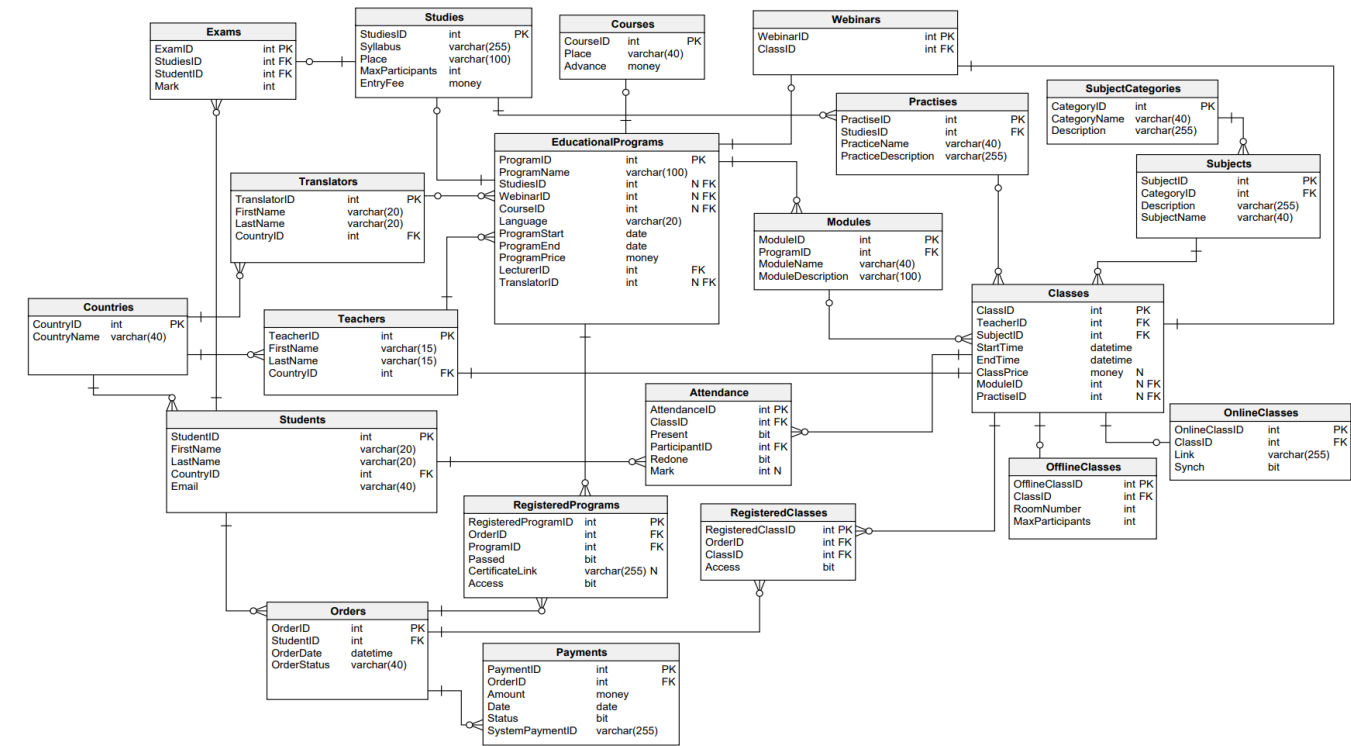 Exams
ExamID int PK
StudiesID int FK
StudentID int FK
Mark int
Studies
StudiesID int PK
Syllabus varchar(255)
Place varchar(100)
MaxParticipants int
EntryFee money
Courses
CourseID int PK
Place varchar(40)
Advance money
Webinars
WebinarID int PK
ClassID int FK
SubjectCategories
CategoryID int PK
CategoryName varchar(40)
Description varchar(255)
Practises
PractiseID int PK
StudiesID int FK
PracticeName varchar(40)
PracticeDescription varchar(255)
EducationalPrograms
ProgramID int PK
ProgramName varchar(100)
StudiesID int N FK
WebinarID int N FK
CourseID int N FK
Language varchar(20)
ProgramStart date
ProgramEnd date
ProgramPrice money
LecturerID int FK
TranslatorID int N FK
Subjects
SubjectID int PK
CategoryID int FK
Description varchar(255)
SubjectName varchar(40)
Translators
TranslatorID int PK
FirstName varchar(20)
LastName varchar(20)
CountryID int FK
Modules
ModuleID int PK
ProgramID int FK
ModuleName varchar(40)
ModuleDescription varchar(100)
Classes
ClassID int PK
TeacherID int FK
SubjectID int FK
StartTime datetime
EndTime datetime
ClassPrice money N
ModuleID int N FK
PractiseID int N FK
Countries
CountryID int PK
CountryName varchar(40)
Teachers
TeacherID int PK
FirstName varchar(15)
LastName varchar(15)
CountryID int FK
Attendance
AttendanceID int PK
ClassID int FK
Present bit
ParticipantID int FK
Redone bit
Mark int N
OnlineClasses
OnlineClassID int PK
ClassID int FK
Link varchar(255)
Synch bit
Students
StudentID int PK
FirstName varchar(20)
LastName varchar(20)
CountryID int FK
Email varchar(40)
OfflineClasses
OfflineClassID int PK
ClassID int FK
RoomNumber int
MaxParticipants int
RegisteredPrograms
RegisteredProgramID int PK
OrderID int FK
ProgramID int FK
Passed bit
CertificateLink varchar(255) N
Access bit
RegisteredClasses
RegisteredClassID int PK
OrderID int FK
ClassID int FK
Access bit
Orders
OrderID int PK
StudentID int FK
OrderDate datetime
OrderStatus varchar(40)
Payments
PaymentID int PK
OrderID int FK
Amount money
Date date
Status bit
SystemPaymentID varchar(255)